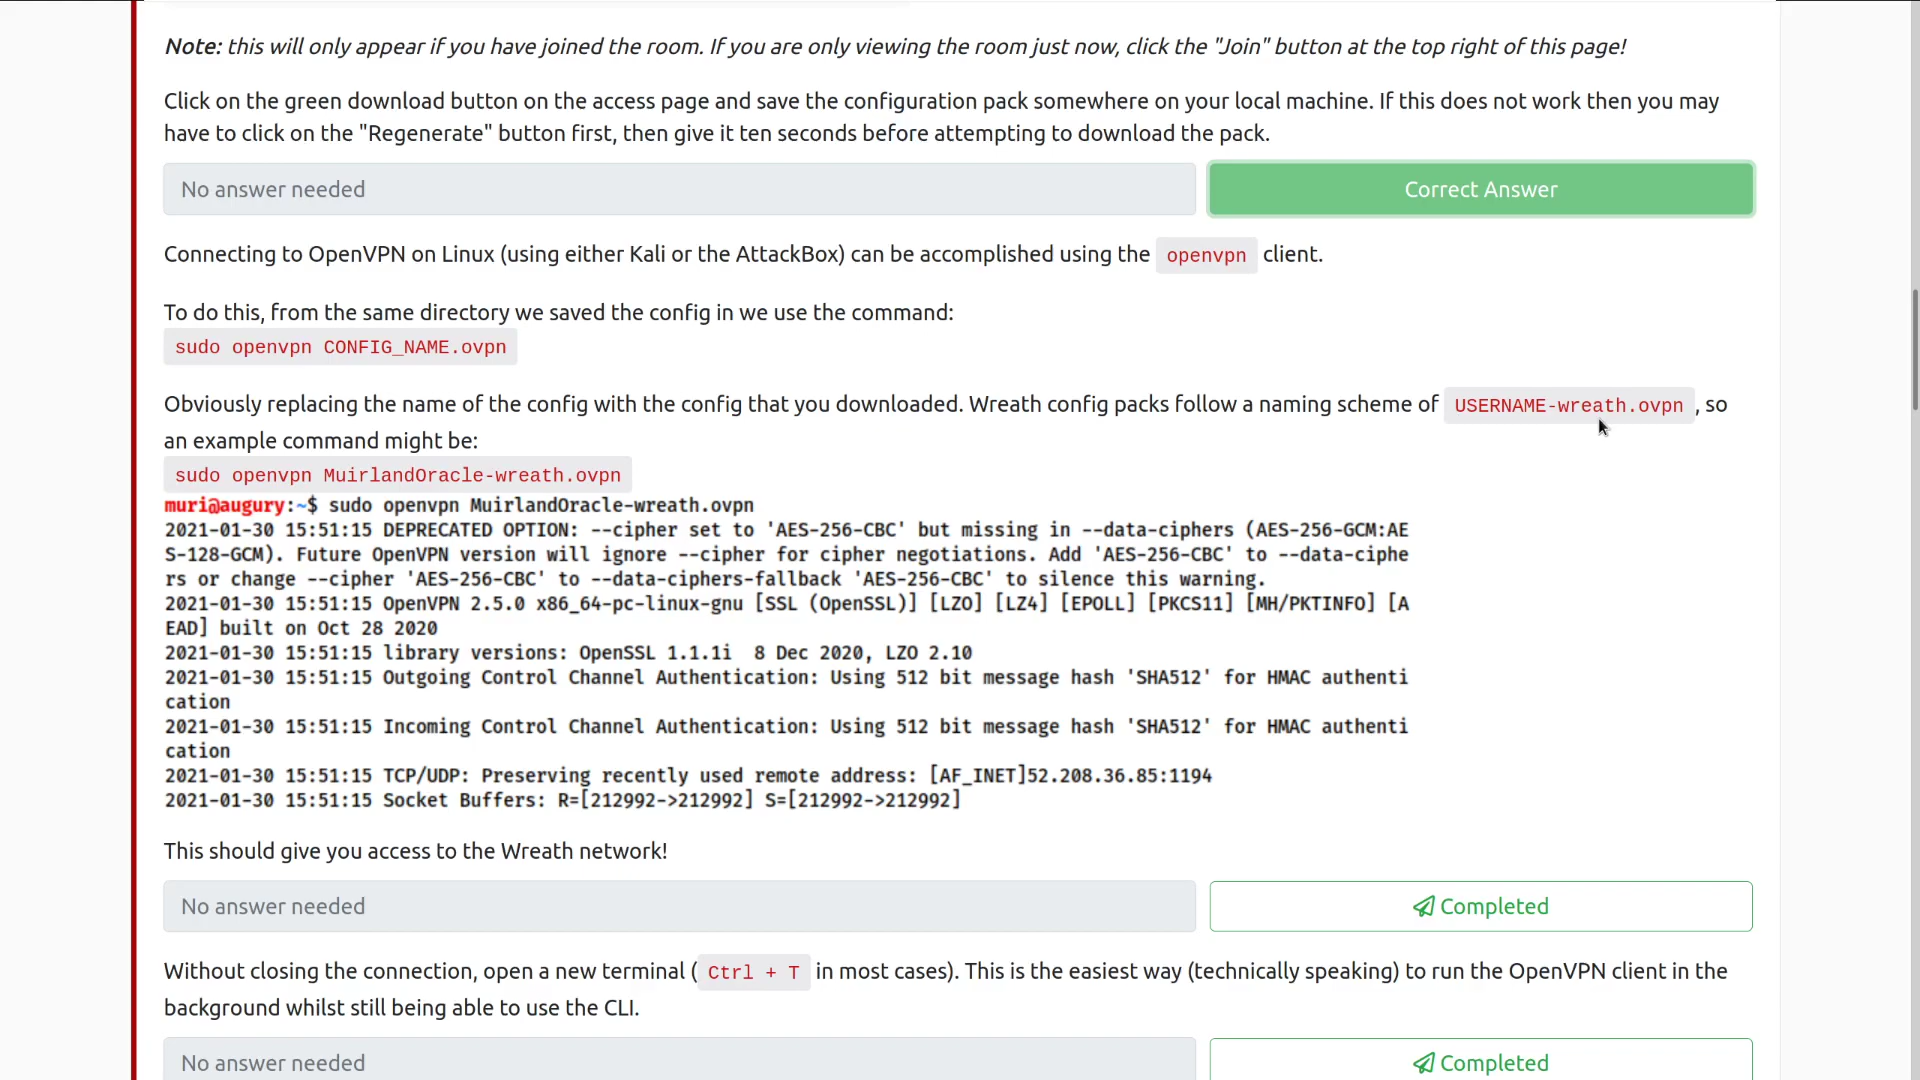 Note: this will only appear if you have joined the room. If you are only viewing the room just now, click the "Join" button at the top right of this page!
Click on the green download button on the access page and save the configuration pack somewhere on your local machine. If this does not work then you may
have to click on the "Regenerate" button first, then give it ten seconds before attempting to download the pack.
No answer needed
Correct Answer
Connecting to OpenVPN on Linux (using either Kali or the AttackBox) can be accomplished using the openvpn client.
To do this, from the same directory we saved the config in we use the command:
sudo openvpn CONFIG_NAME.ovpn
Obviously replacing the name of the config with the config that you downloaded. Wreath config packs follow a naming scheme of USERNAME-wreath.ovpn , so
an example command might be:
sudo openvpn MuirlandOracle-wreath.ovpn
muri@augury:~$ sudo openvpn MuirlandOracle-wreath.ovpn
2021-01-30 15:51:15 DEPRECATED OPTION: --cipher set to 'AES-256-CBC' but missing in --data-ciphers (AES-256-GCM:AE
S-128-GCM). Future OpenVPN version will ignore --cipher for cipher negotiations. Add 'AES-256-CBC' to --data-ciphe
rs or change --cipher 'AES-256-CBC' to --data-ciphers-fallback 'AES-256-CBC' to silence this warning.
2021-01-30 15:51:15 OpenVPN 2.5.0 x86_64-pc-linux-gnu [SSL (OpenSSL)] [LZO] [LZ4] [EPOLL] [PKCS11] [MH/PKTINFO] [A
EAD] built on Oct 28 2020
2021-01-30 15:51:15 library versions: OpenSSL 1.1.1i  8 Dec 2020, LZO 2.10
2021-01-30 15:51:15 Outgoing Control Channel Authentication: Using 512 bit message hash 'SHA512' for HMAC authenti
cation
2021-01-30 15:51:15 Incoming Control Channel Authentication: Using 512 bit message hash 'SHA512' for HMAC authenti
cation
2021-01-30 15:51:15 TCP/UDP: Preserving recently used remote address: [AF_INET]52.208.36.85:1194
2021-01-30 15:51:15 Socket Buffers: R=[212992->212992] S=[212992->212992]
This should give you access to the Wreath network!
No answer needed
Completed
Without closing the connection, open a new terminal ( Ctrl + T in most cases). This is the easiest way (technically speaking) to run the OpenVPN client in the
background whilst still being able to use the CLI.
No answer needed
Completed